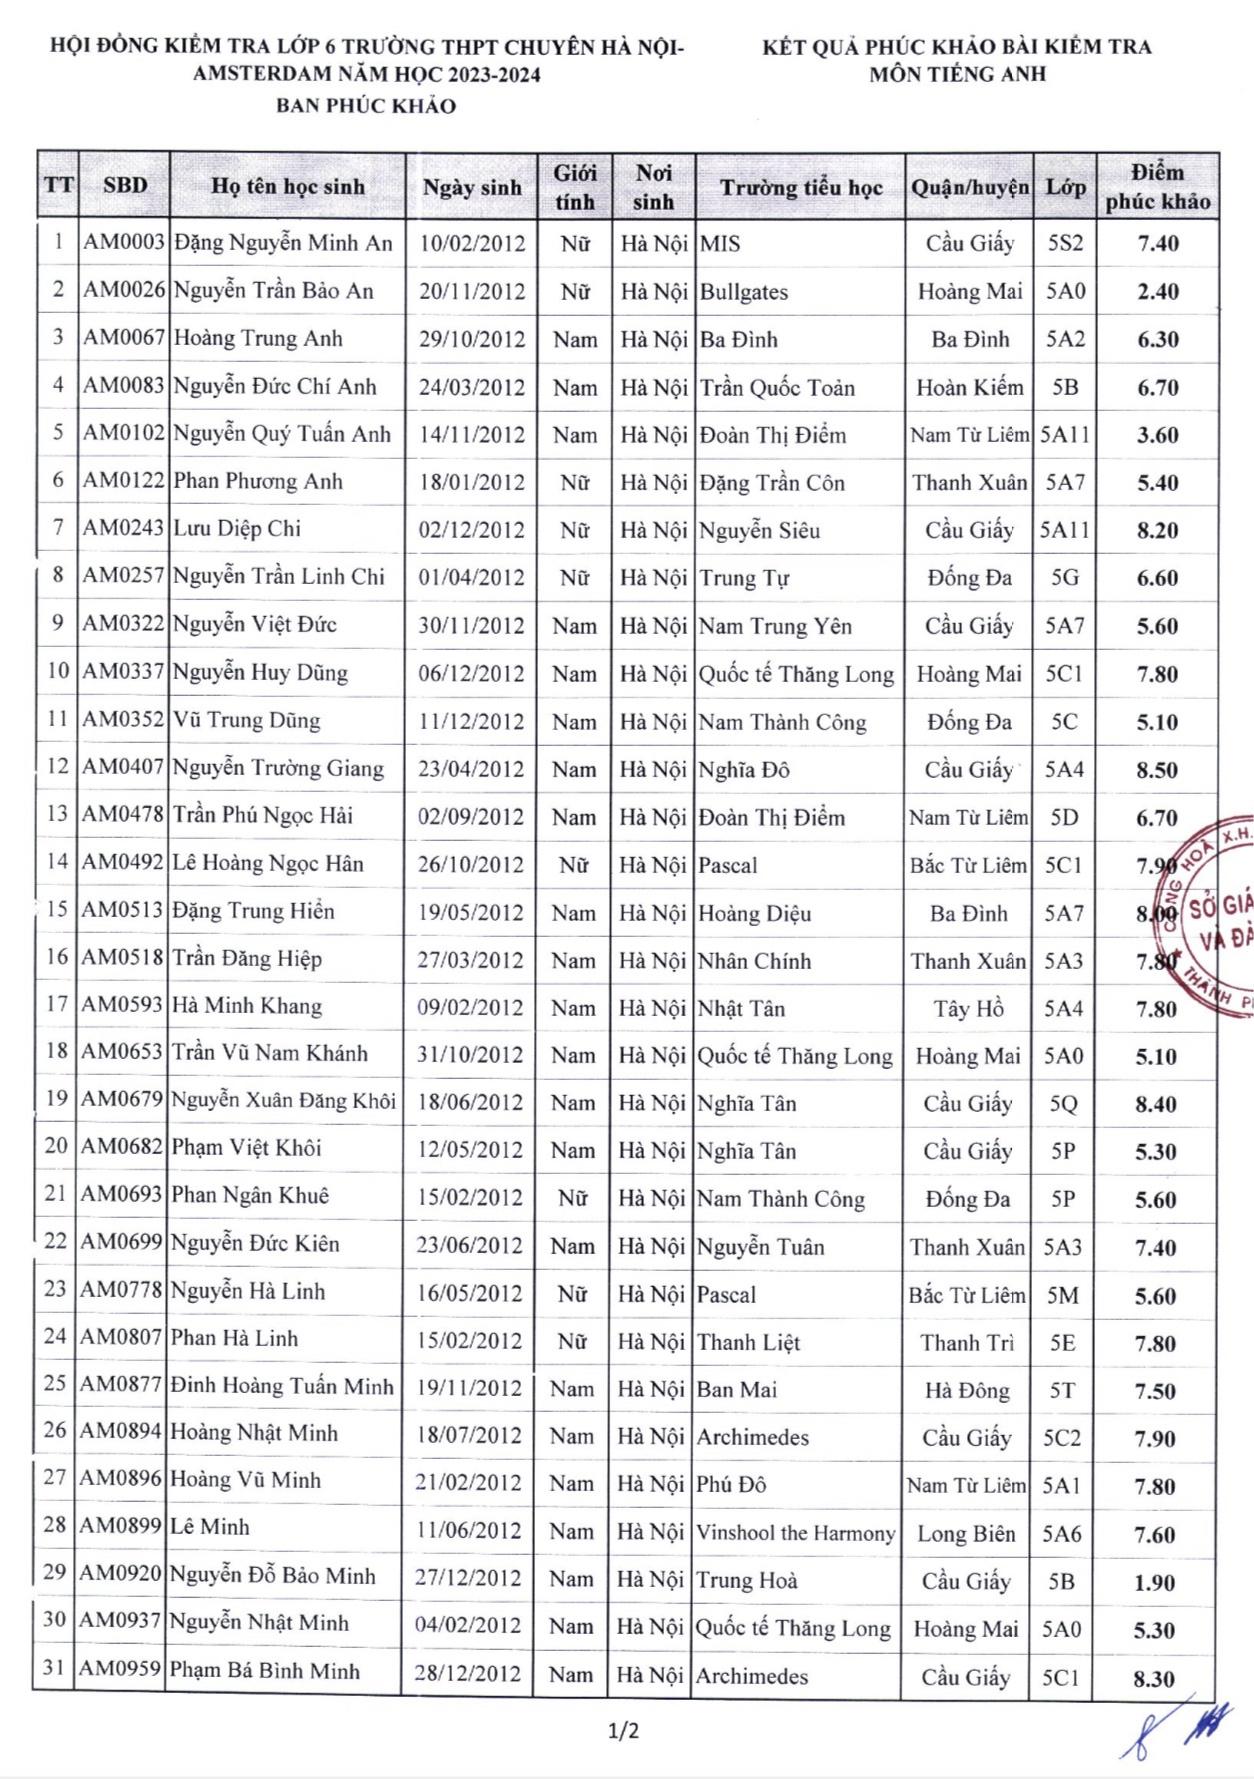 HỘI ĐỒNG KIỂM TRA LỚP 6 TRƯỜNG THPT CHUYÊN HÀ NỘI-
AMSTERDAM NĂM HỌC 2023-2024
BAN PHÚC KHẢO
KẾT QUẢ PHÚC KHẢO BÀI KIỂM TRA
MÔN TIẾNG ANH
TT SBD Họ tên học sinh Ngày sinh Giới tính Nơi sinh Trường tiểu học Quận/huyện Lớp Điểm phúc khảo
1 AM0003 Đặng Nguyễn Minh An 10/02/2012 Nữ Hà Nội MIS Cầu Giấy 5S2 7.40
2 AM0026 Nguyễn Trần Bảo An 20/11/2012 Nữ Hà Nội Bullgates Hoàng Mai 5A0 2.40
3 AM0067 Hoàng Trung Anh 29/10/2012 Nam Hà Nội Ba Đình Ba Đình 5A2 6.30
4 AM0083 Nguyễn Đức Chí Anh 24/03/2012 Nam Hà Nội Trần Quốc Toản Hoàn Kiếm 5B 6.70
5 AM0102 Nguyễn Quý Tuấn Anh 14/11/2012 Nam Hà Nội Đoàn Thị Điểm Nam Từ Liêm 5A11 3.60
6 AM0122 Phan Phương Anh 18/01/2012 Nữ Hà Nội Đặng Trần Côn Thanh Xuân 5A7 5.40
7 AM0243 Lưu Diệp Chi 02/12/2012 Nữ Hà Nội Nguyễn Siêu Cầu Giấy 5A11 8.20
8 AM0257 Nguyễn Trần Linh Chi 01/04/2012 Nữ Hà Nội Trung Tự Đống Đa 5G 6.60
9 AM0322 Nguyễn Việt Đức 30/11/2012 Nam Hà Nội Nam Trung Yên Cầu Giấy 5A7 5.60
10 AM0337 Nguyễn Huy Dũng 06/12/2012 Nam Hà Nội Quốc tế Thăng Long Hoàng Mai 5C1 7.80
11 AM0352 Vũ Trung Dũng 11/12/2012 Nam Hà Nội Nam Thành Công Đống Đa 5C 5.10
12 AM0407 Nguyễn Trường Giang 23/04/2012 Nam Hà Nội Nghĩa Đô Cầu Giấy 5A4 8.50
13 AM0478 Trần Phú Ngọc Hải 02/09/2012 Nam Hà Nội Đoàn Thị Điểm Nam Từ Liêm 5D 6.70
14 AM0492 Lê Hoàng Ngọc Hân 26/10/2012 Nữ Hà Nội Pascal Bắc Từ Liêm 5C1 7.90
15 AM0513 Đặng Trung Hiển 19/05/2012 Nam Hà Nội Hoàng Diệu Ba Đình 5A7 8.00
16 AM0518 Trần Đăng Hiệp 27/03/2012 Nam Hà Nội Nhân Chính Thanh Xuân 5A3 7.80
17 AM0593 Hà Minh Khang 09/02/2012 Nam Hà Nội Nhật Tân Tây Hồ 5A4 7.80
18 AM0653 Trần Vũ Nam Khánh 31/10/2012 Nam Hà Nội Quốc tế Thăng Long Hoàng Mai 5A0 5.10
19 AM0679 Nguyễn Xuân Đăng Khôi 18/06/2012 Nam Hà Nội Nghĩa Tân Cầu Giấy 5Q 8.40
20 AM0682 Phạm Việt Khôi 12/05/2012 Nam Hà Nội Nghĩa Tân Cầu Giấy 5P 5.30
21 AM0693 Phan Ngân Khuê 15/02/2012 Nữ Hà Nội Nam Thành Công Đống Đa 5P 5.60
22 AM0699 Nguyễn Đức Kiên 23/06/2012 Nam Hà Nội Nguyễn Tuân Thanh Xuân 5A3 7.40
23 AM0778 Nguyễn Hà Linh 16/05/2012 Nữ Hà Nội Pascal Bắc Từ Liêm 5M 5.60
24 AM0807 Phan Hà Linh 15/02/2012 Nữ Hà Nội Thanh Liệt Thanh Trì 5E 7.80
25 AM0877 Đinh Hoàng Tuấn Minh 19/11/2012 Nam Hà Nội Ban Mai Hà Đông 5T 7.50
26 AM0894 Hoàng Nhật Minh 18/07/2012 Nam Hà Nội Archimedes Cầu Giấy 5C2 7.90
27 AM0896 Hoàng Vũ Minh 21/02/2012 Nam Hà Nội Phú Đô Nam Từ Liêm 5A1 7.80
28 AM0899 Lê Minh 11/06/2012 Nam Hà Nội Vinshool the Harmony Long Biên 5A6 7.60
29 AM0920 Nguyễn Đỗ Bảo Minh 27/12/2012 Nam Hà Nội Trung Hoà Cầu Giấy 5B 1.90
30 AM0937 Nguyễn Nhật Minh 04/02/2012 Nam Hà Nội Quốc tế Thăng Long Hoàng Mai 5A0 5.30
31 AM0959 Phạm Bá Bình Minh 28/12/2012 Nam Hà Nội Archimedes Cầu Giấy 5C1 8.30
CỘNG HOÀ X.H.
SỞ GIÁ
VÀ ĐÀ
★ THÀNH P
1/2